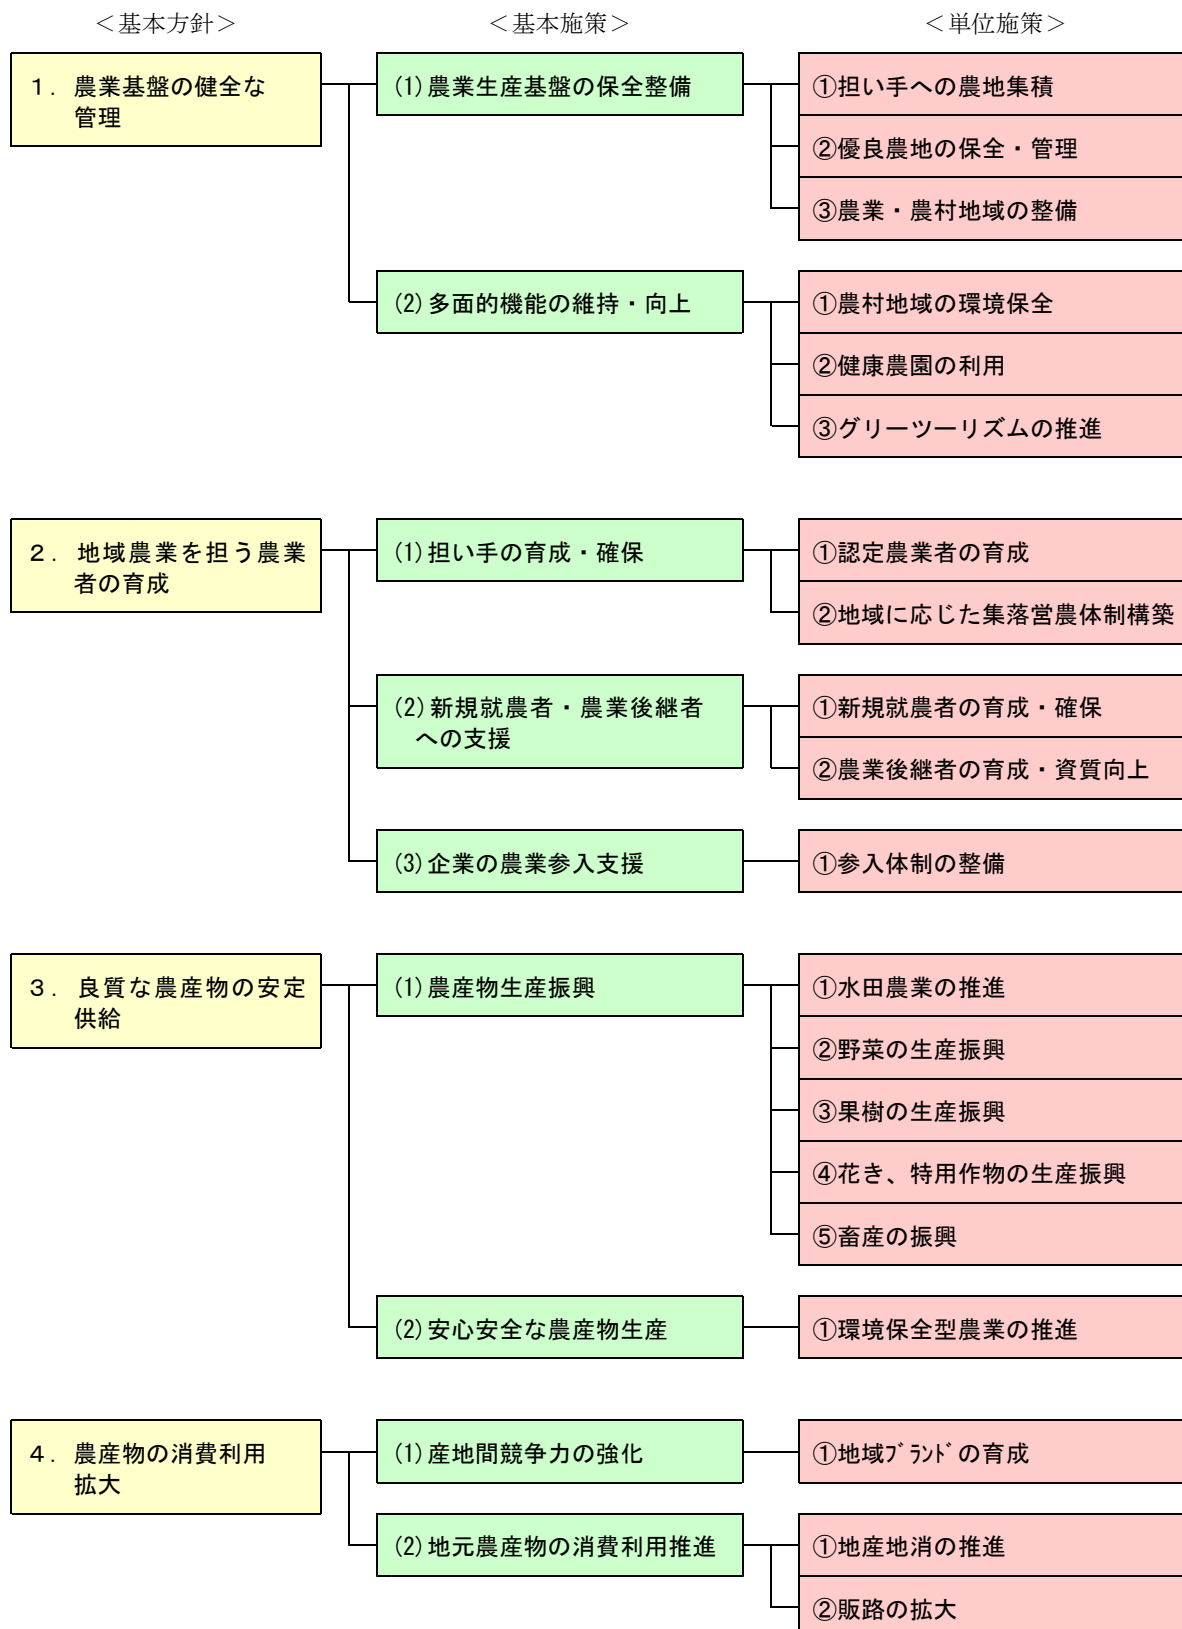 ＜基本方針＞ ＜基本施策＞ ＜単位施策＞
１．農業基盤の健全な
管理
(1)農業生産基盤の保全整備
①担い手への農地集積
②優良農地の保全・管理
③農業・農村地域の整備
(2)多面的機能の維持・向上
①農村地域の環境保全
②健康農園の利用
③グリーツーリズムの推進
２．地域農業を担う農業
者の育成
(1)担い手の育成・確保
①認定農業者の育成
②地域に応じた集落営農体制構築
(2)新規就農者・農業後継者
への支援
①新規就農者の育成・確保
②農業後継者の育成・資質向上
(3)企業の農業参入支援
①参入体制の整備
３．良質な農産物の安定
供給
(1)農産物生産振興
①水田農業の推進
②野菜の生産振興
③果樹の生産振興
④花き、特用作物の生産振興
⑤畜産の振興
(2)安心安全な農産物生産
①環境保全型農業の推進
４．農産物の消費利用
拡大
(1)産地間競争力の強化
①地域ﾌﾞﾗﾝﾄﾞの育成
(2)地元農産物の消費利用推進
①地産地消の推進
②販路の拡大